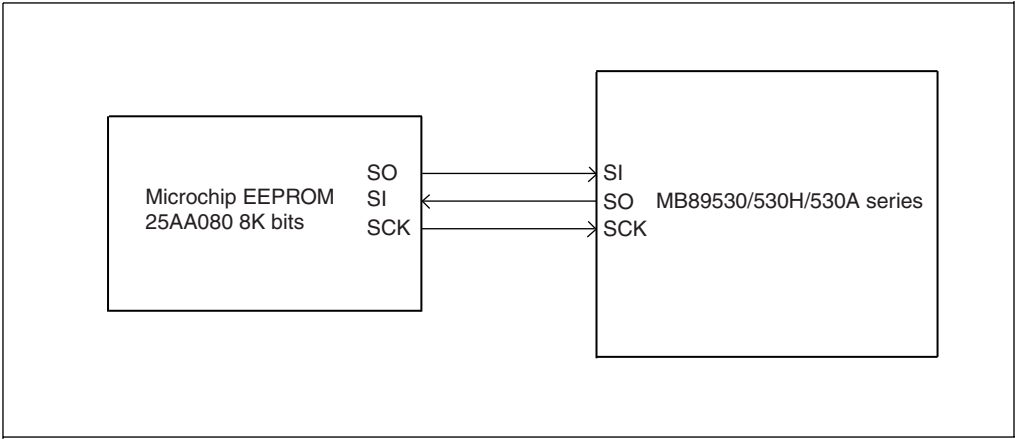 Microchip EEPROM
25AA080 8K bits
SO
SI
SCK
SI
SO
SCK
MB89530/530H/530A series